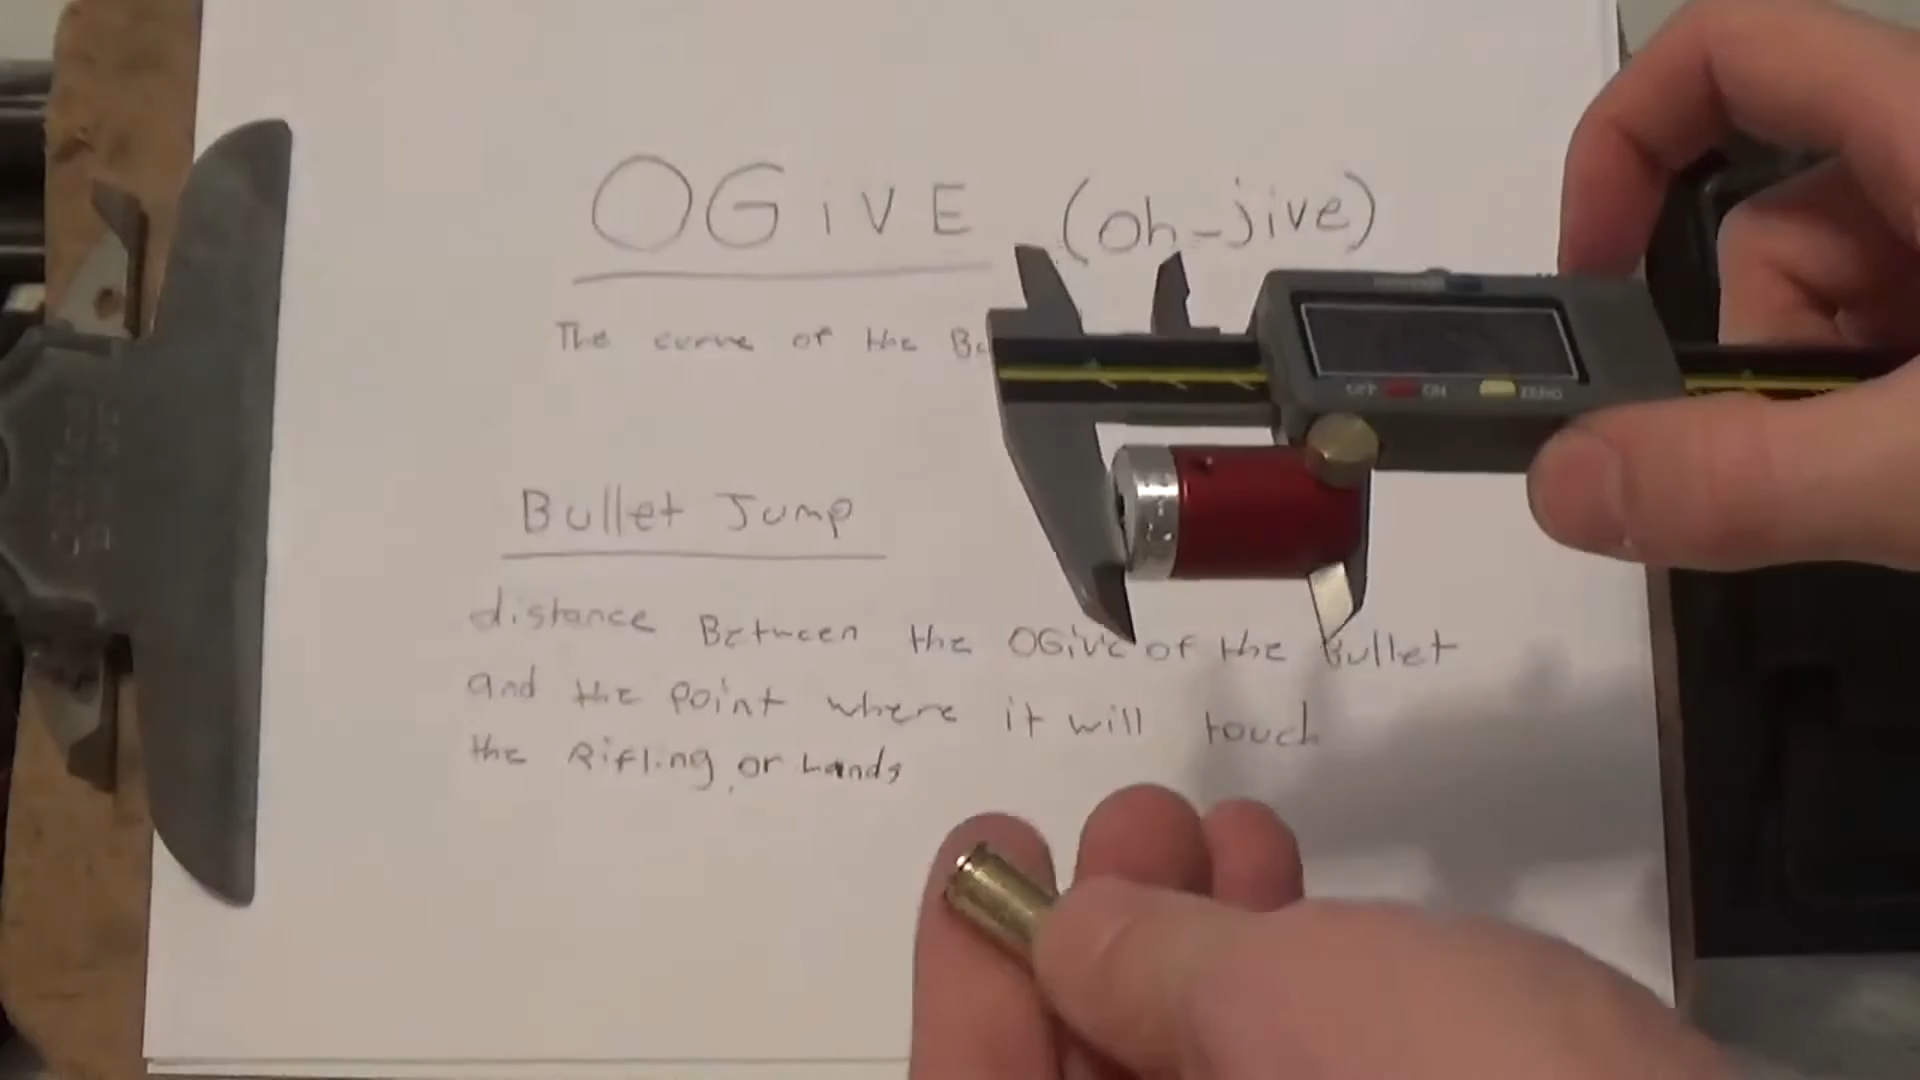 OGiVE (oh-jive)
The curve of the
OFF ON ZERO
Bullet Jump
distance Between the OGive of the Bullet
and the point where it will touch
the Rifling or Lands